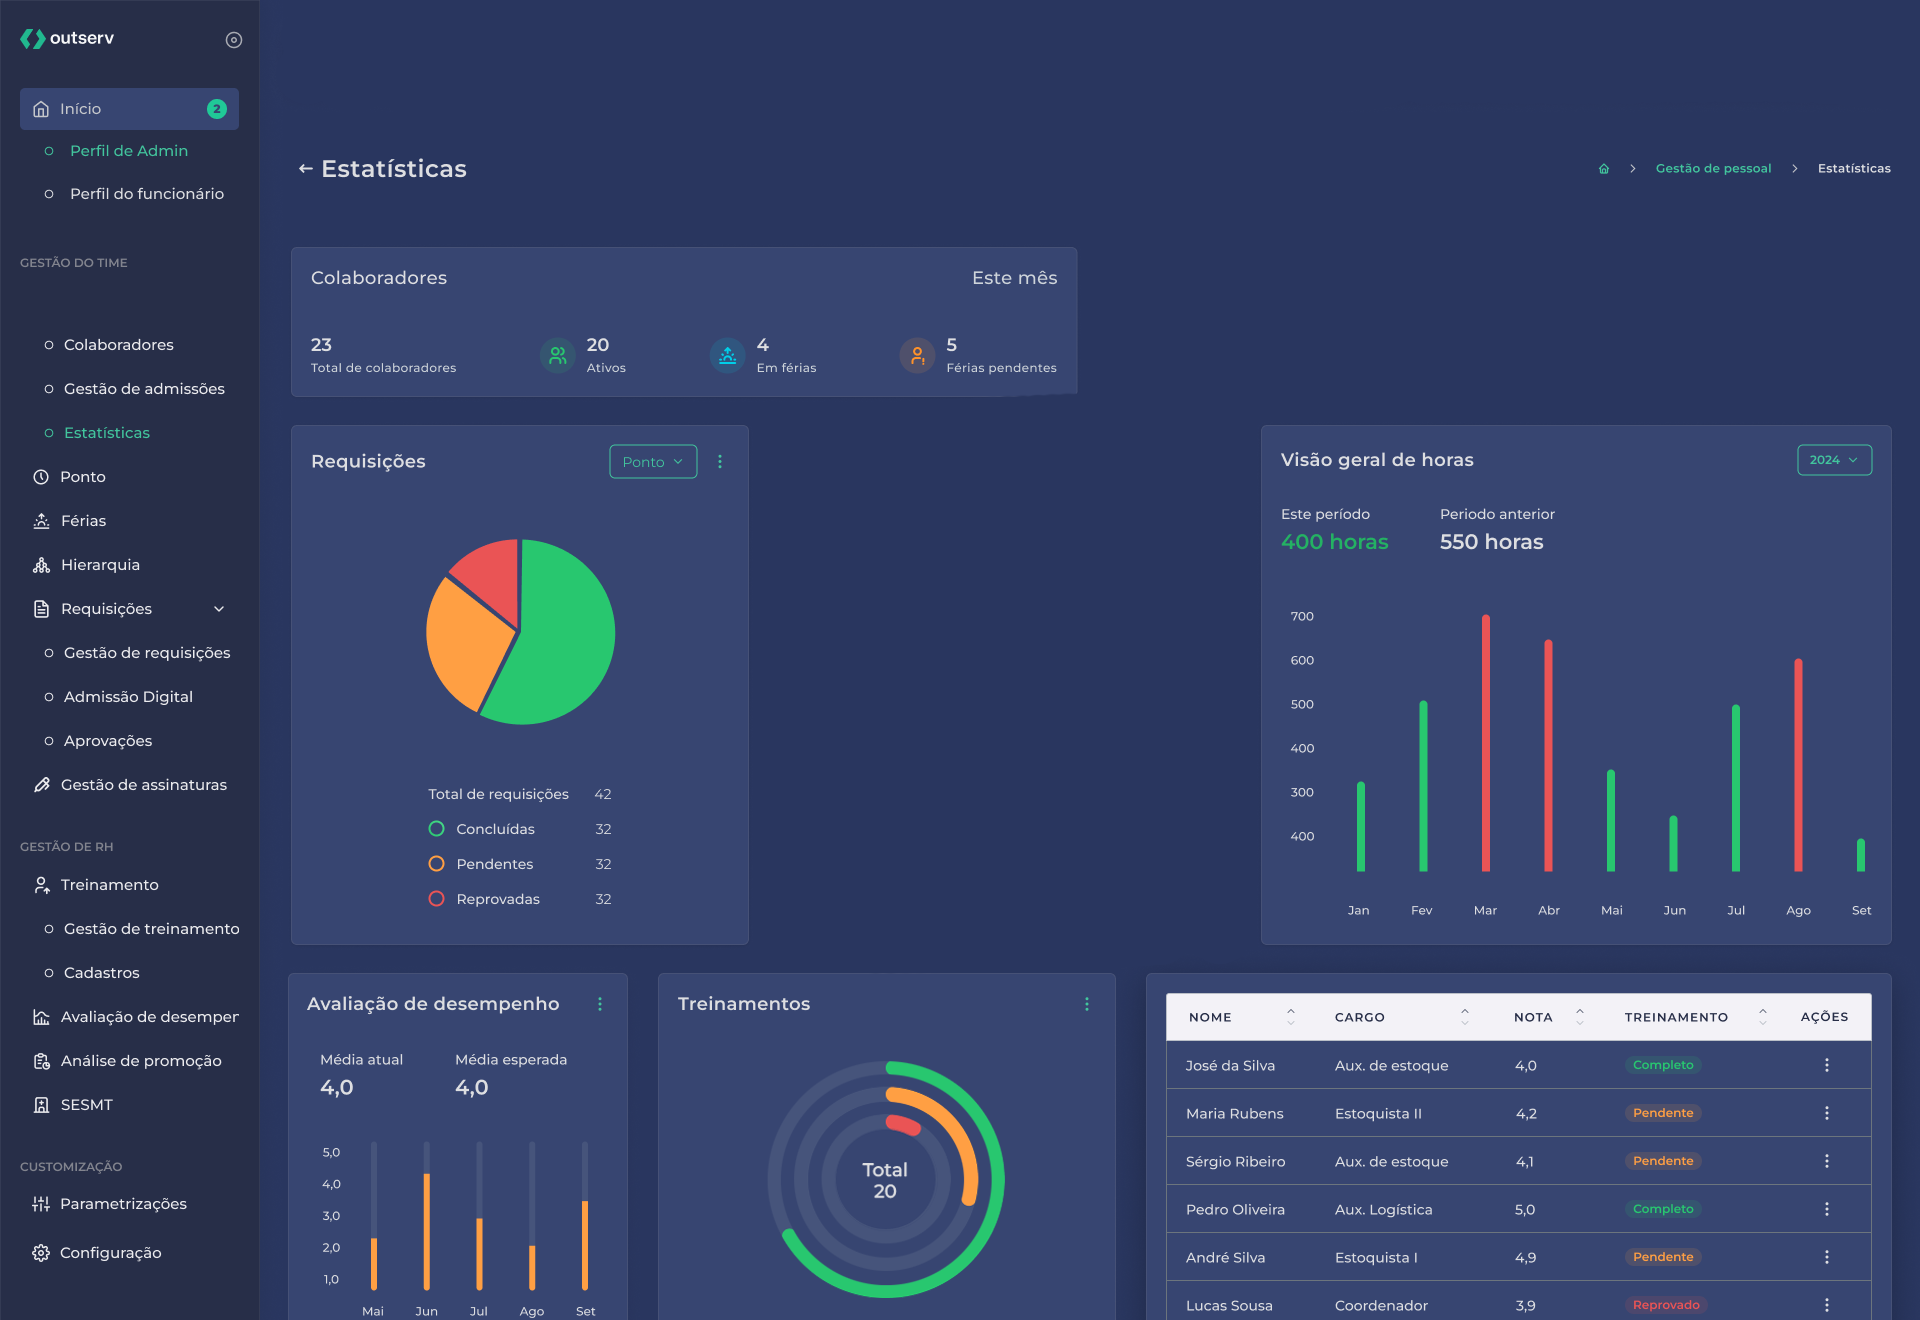 outserv
Início
2
Perfil de Admin
Perfil do funcionário
GESTÃO DO TIME
Colaboradores
Gestão de admissões
Estatísticas
Ponto
Férias
Hierarquia
Requisições
Gestão de requisições
Admissão Digital
Aprovações
Gestão de assinaturas
GESTÃO DE RH
Treinamento
Gestão de treinamento
Cadastros
Avaliação de desemper
Análise de promoção
SESMT
CUSTOMIZAÇÃO
Parametrizações
Configuração
Estatísticas
Gestão de pessoal
Estatísticas
Colaboradores
Este mês
23
Total de colaboradores
20
Ativos
4
Em férias
5
Férias pendentes
Requisições
Ponto
Total de requisições 42
Concluídas 32
Pendentes 32
Reprovadas 32
Visão geral de horas
2024
Este período
400 horas
Periodo anterior
550 horas
700
600
500
400
300
400
Jan Fev Mar Abr Mai Jun Jul Ago Set
Avaliação de desempenho
Média atual
4,0
Média esperada
4,0
5,0
4,0
3,0
2,0
1,0
Mai Jun Jul Ago Set
Treinamentos
Total
20
NOME CARGO NOTA TREINAMENTO AÇÕES
José da Silva Aux. de estoque 4,0 Completo
Maria Rubens Estoquista II 4,2 Pendente
Sérgio Ribeiro Aux. de estoque 4,1 Pendente
Pedro Oliveira Aux. Logística 5,0 Completo
André Silva Estoquista I 4,9 Pendente
Lucas Sousa Coordenador 3,9 Reprovado